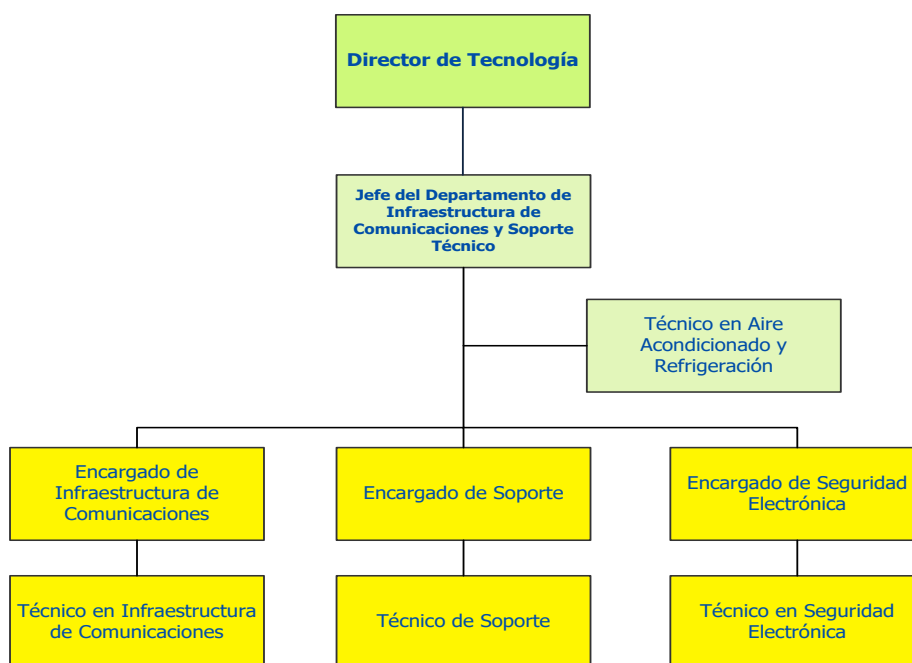 Director de Tecnología
Jefe del Departamento de
Infraestructura de
Comunicaciones y Soporte
Técnico
Técnico en Aire
Acondicionado y
Refrigeración
Encargado de
Infraestructura de
Comunicaciones
Encargado de Soporte
Encargado de Seguridad
Electrónica
Técnico en Infraestructura
de Comunicaciones
Técnico de Soporte
Técnico en Seguridad
Electrónica